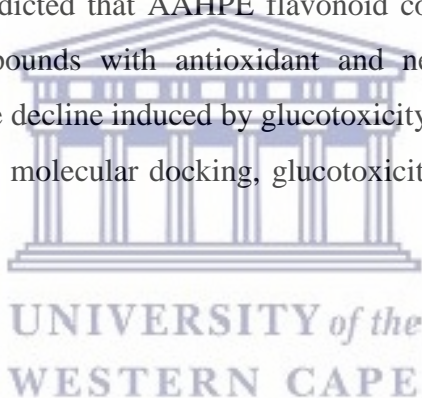 dicted that AAHPE flavonoid co
ounds with antioxidant and ne
e decline induced by glucotoxicity
molecular docking, glucotoxicit
UNIVERSITY of the
WESTERN CAPE